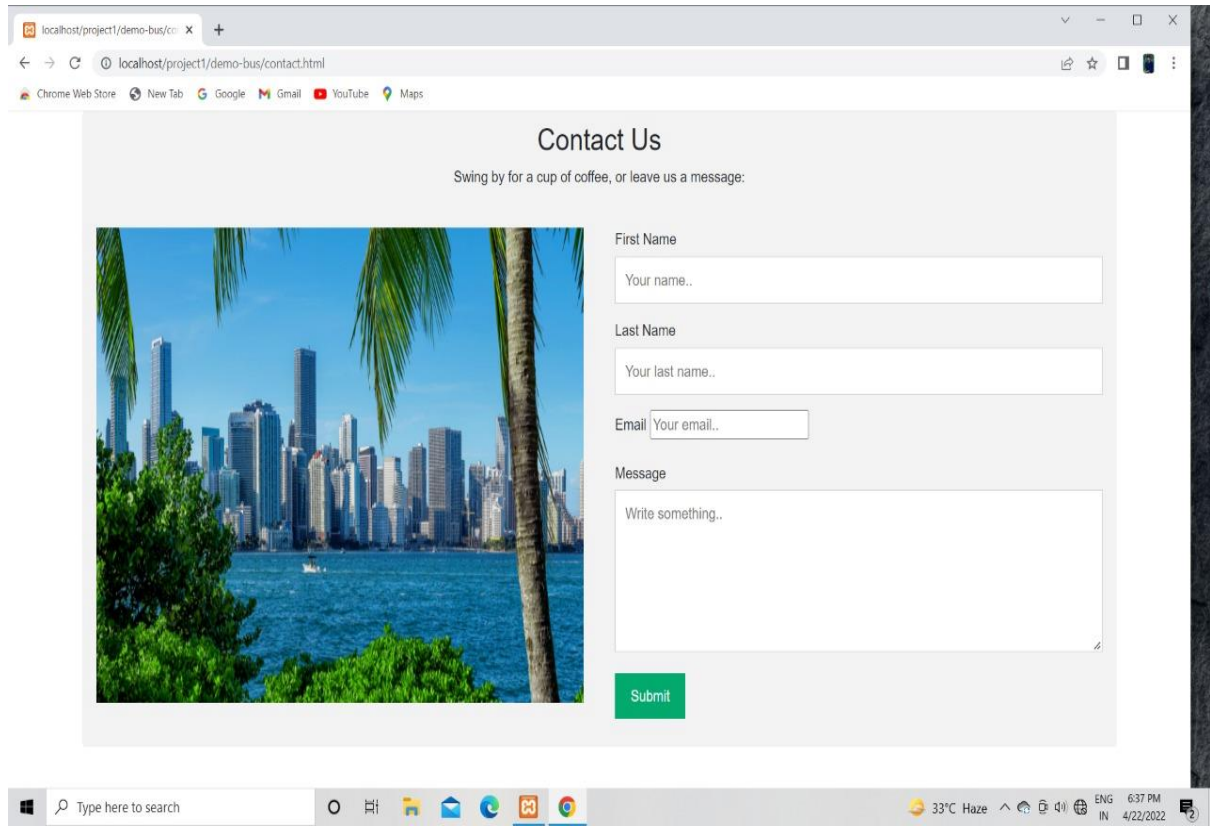 localhost/project1/demo-bus/co
localhost/project1/demo-bus/contact.html
Chrome Web Store New Tab Google Gmail YouTube Maps
Contact Us
Swing by for a cup of coffee, or leave us a message:
First Name
Your name..
Last Name
Your last name..
Email Your email..
Message
Write something..
Submit
Type here to search
33°C Haze
ENG 6:37 PM
IN 4/22/2022
2